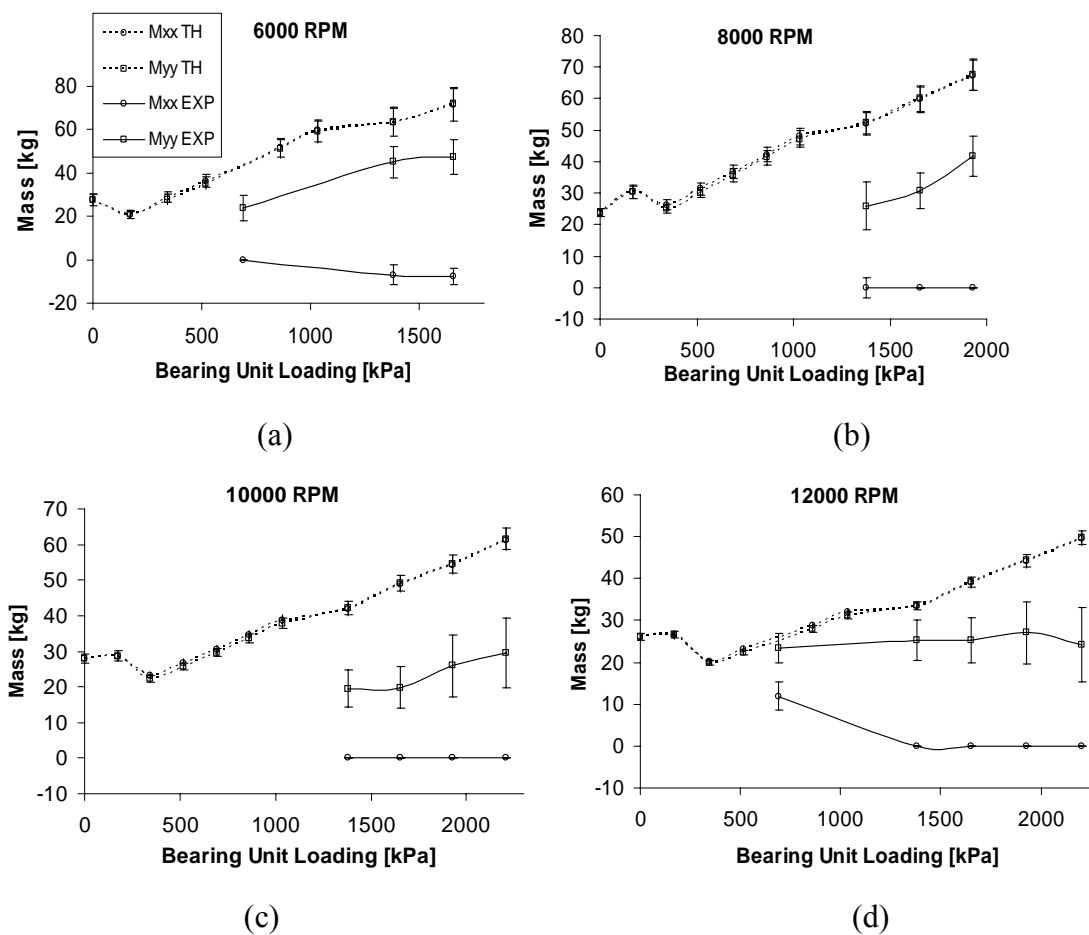 6000 RPM
Mxx TH
Myy TH
Mxx EXP
Myy EXP
80
60
40
20
0
-20
Mass [kg]
0 500 1000 1500
Bearing Unit Loading [kPa]
(a)
8000 RPM
80
70
60
50
40
30
20
10
0
-10
Mass [kg]
0 500 1000 1500 2000
Bearing Unit Loading [kPa]
(b)
10000 RPM
70
60
50
40
30
20
10
0
-10
Mass [kg]
0 500 1000 1500 2000
Bearing Unit Loading [kPa]
(c)
12000 RPM
60
50
40
30
20
10
0
-10
Mass [kg]
0 500 1000 1500 2000
Bearing Unit Loading [kPa]
(d)